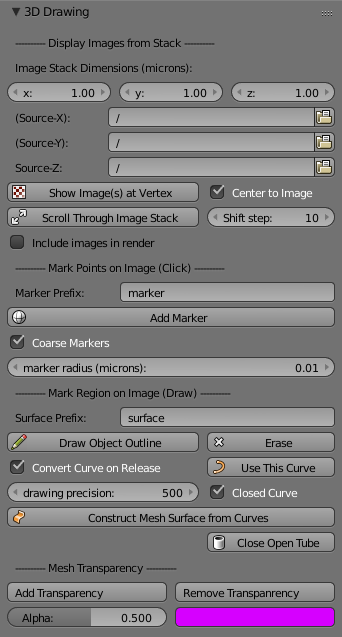 3D Drawing
---------- Display Images from Stack ----------
Image Stack Dimensions (microns):
x: 1.00 y: 1.00 z: 1.00
(Source-X): /
(Source-Y): /
Source-Z: /
Show Image(s) at Vertex Center to Image
Scroll Through Image Stack Shift step: 10
Include images in render
---------- Mark Points on Image (Click) ----------
Marker Prefix: marker
Add Marker
Coarse Markers
marker radius (microns): 0.01
---------- Mark Region on Image (Draw) ----------
Surface Prefix: surface
Draw Object Outline Erase
Convert Curve on Release Use This Curve
drawing precision: 500 Closed Curve
Construct Mesh Surface from Curves
Close Open Tube
---------- Mesh Transparency ----------
Add Transparency Remove Transpanrency
Alpha: 0.500